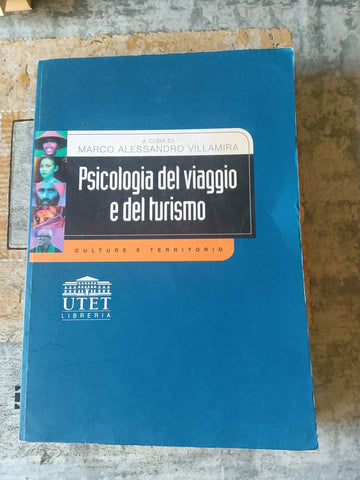 A CURA DI
MARCO ALESSANDRO VILLAMIRA
Psicologia del viaggio
e del turismo
CULTURE E TERRITORIO
UTET
LIBRERIA